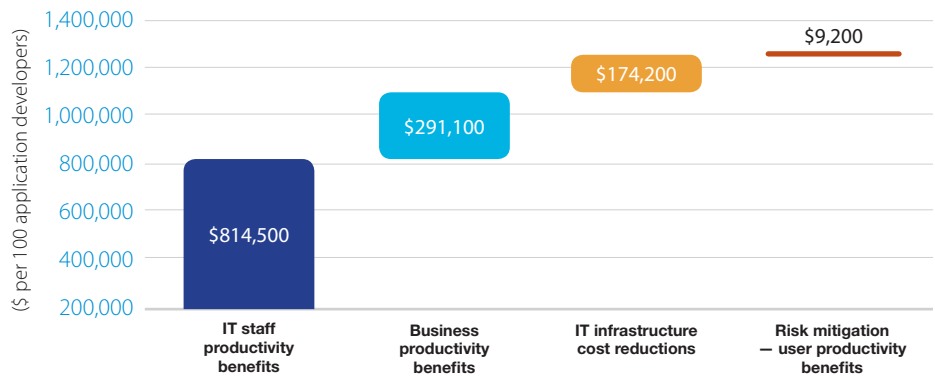 ($ per 100 application developers)
1,400,000
1,200,000
1,000,000
800,000
600,000
400,000
200,000
$814,500
$291,100
$174,200
$9,200
IT staff
productivity
benefits
Business
productivity
benefits
IT infrastructure
cost reductions
Risk mitigation
— user productivity
benefits